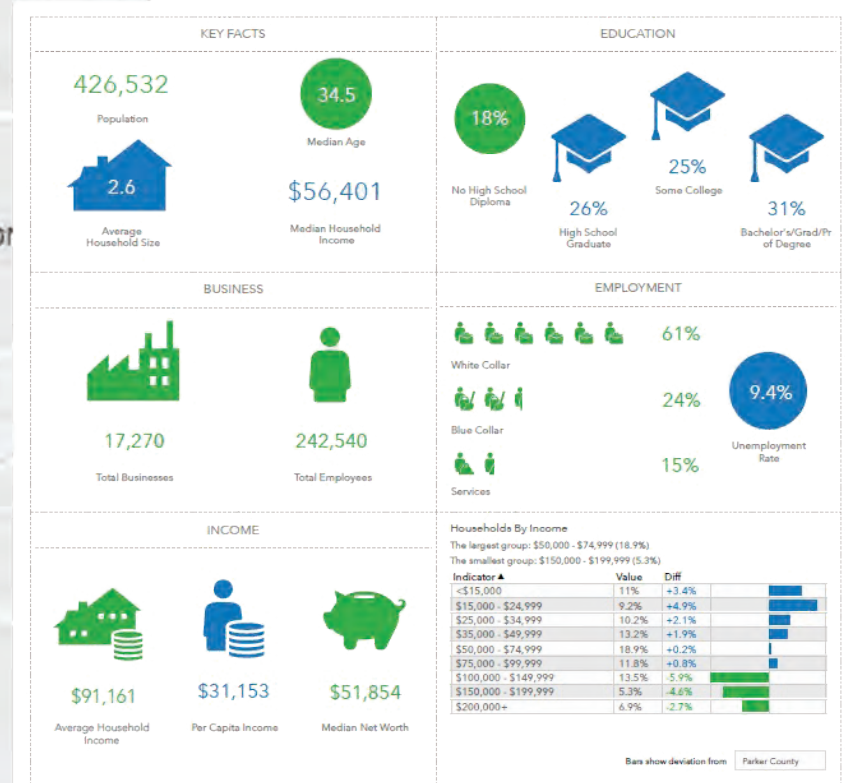 KEY FACTS
426,532
Population
34.5
Median Age
2.6
Average
Household Size
$56,401
Median Household
Income
EDUCATION
18%
No High School
Diploma
26%
High School
Graduate
25%
Some College
31%
Bachelor's/Grad/Pr
of Degree
BUSINESS
17,270
Total Businesses
242,540
Total Employees
EMPLOYMENT
61%
White Collar
24%
Blue Collar
15%
Services
9.4%
Unemployment
Rate
INCOME
$91,161
Average Household
Income
$31,153
Per Capita Income
$51,854
Median Net Worth
Households By Income
The largest group: $50,000 - $74,999 (18.9%)
The smallest group: $150,000 - $199,999 (5.3%)
Indicator ▲ Value Diff
<$15,000 11% +3.4%
$15,000 - $24,999 9.2% +4.9%
$25,000 - $34,999 10.2% +2.1%
$35,000 - $49,999 13.2% +1.9%
$50,000 - $74,999 18.9% +0.2%
$75,000 - $99,999 11.8% +0.8%
$100,000 - $149,999 13.5% -5.9%
$150,000 - $199,999 5.3% -4.6%
$200,000+ 6.9% -2.7%
Bars show deviation from Parker County